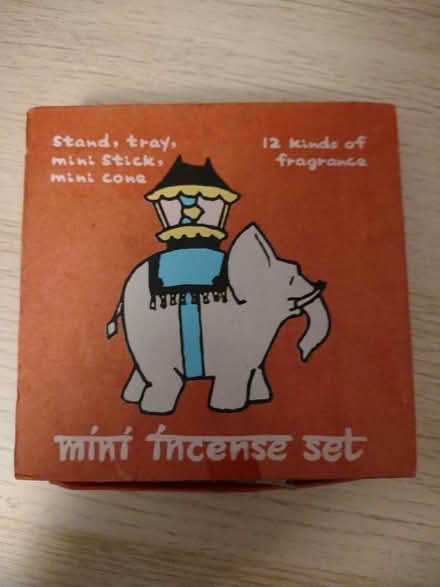 Stand, tray,
mini Stick,
mini cone
12 kinds of
fragrance
mini incense set